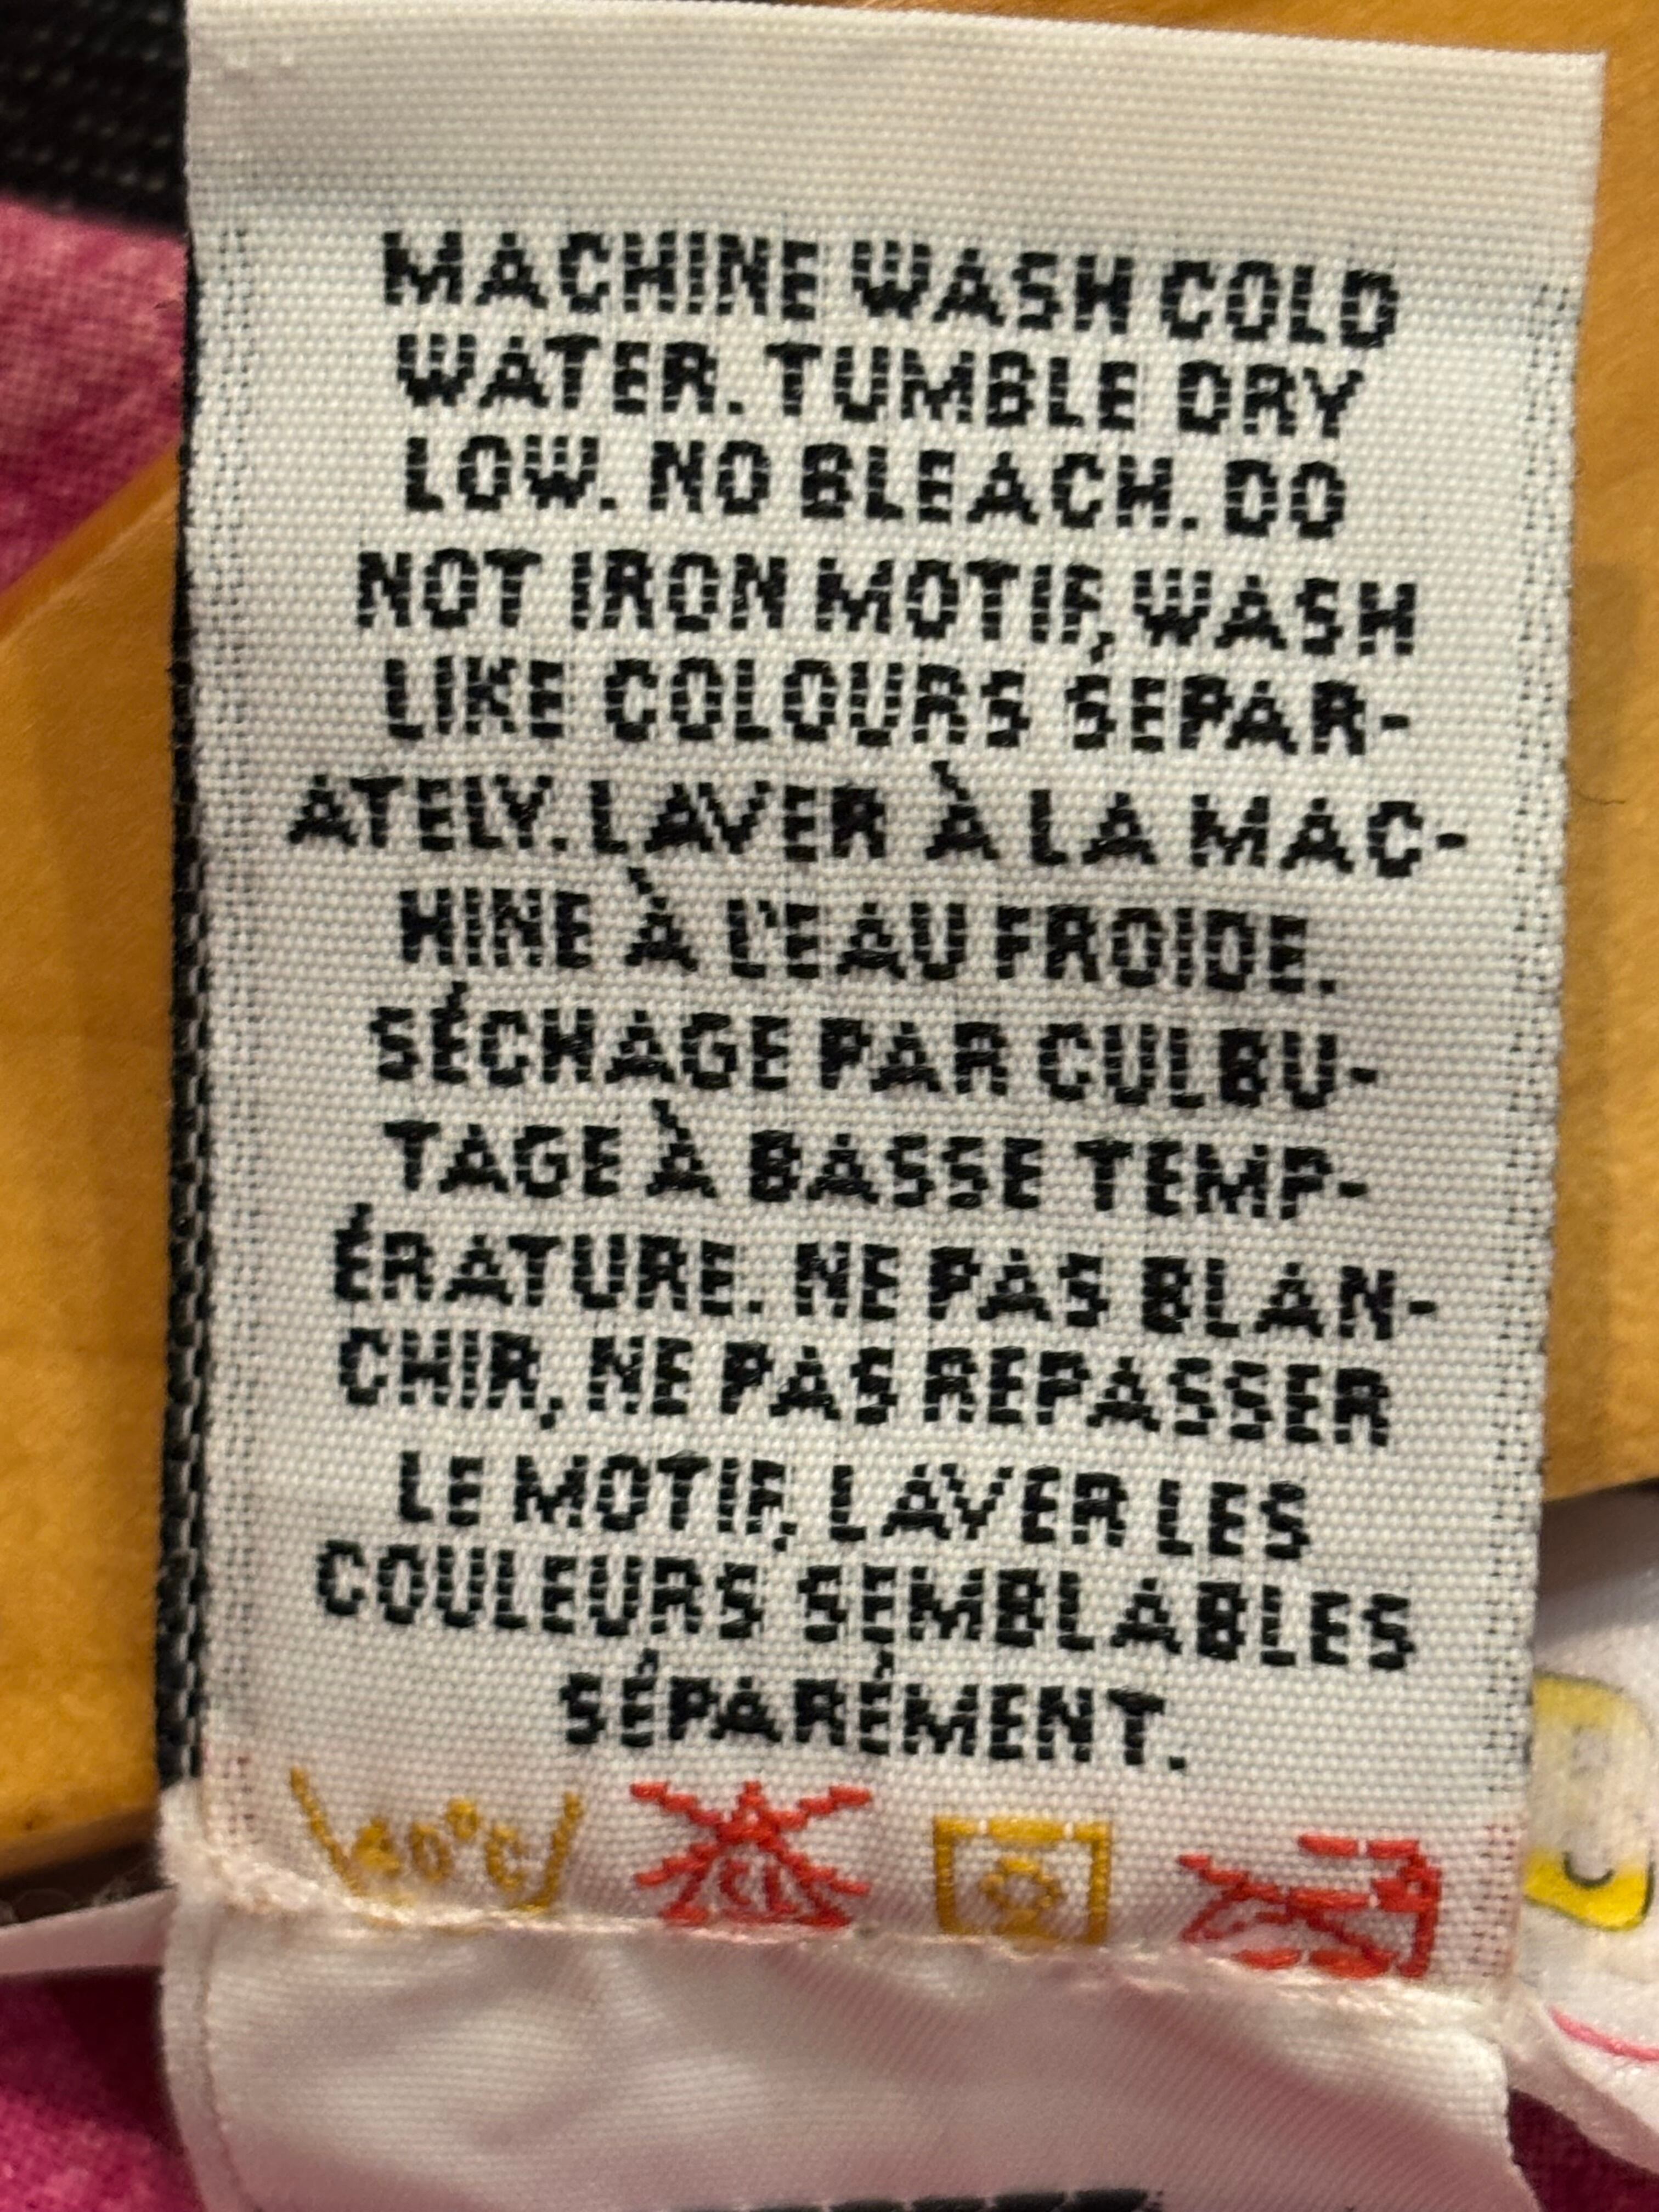 MACHINE WASH COLD
WATER. TUMBLE DRY
LOW. NO BLEACH. DO
NOT IRON MOTIF, WASH
LIKE COLOURS SÉPAR-
ATELY. LAVER À LA MAC-
HINE À L'EAU FROIDE.
SÉCHAGE PAR CULBU-
TAGE À BASSE TEMP-
ÉRATURE. NE PAS BLAN-
CHIR, NE PAS REPASSER
LE MOTIF, LAVER LES
COULEURS SEMBLABLES
SÉPARÉMENT.
40°C CL